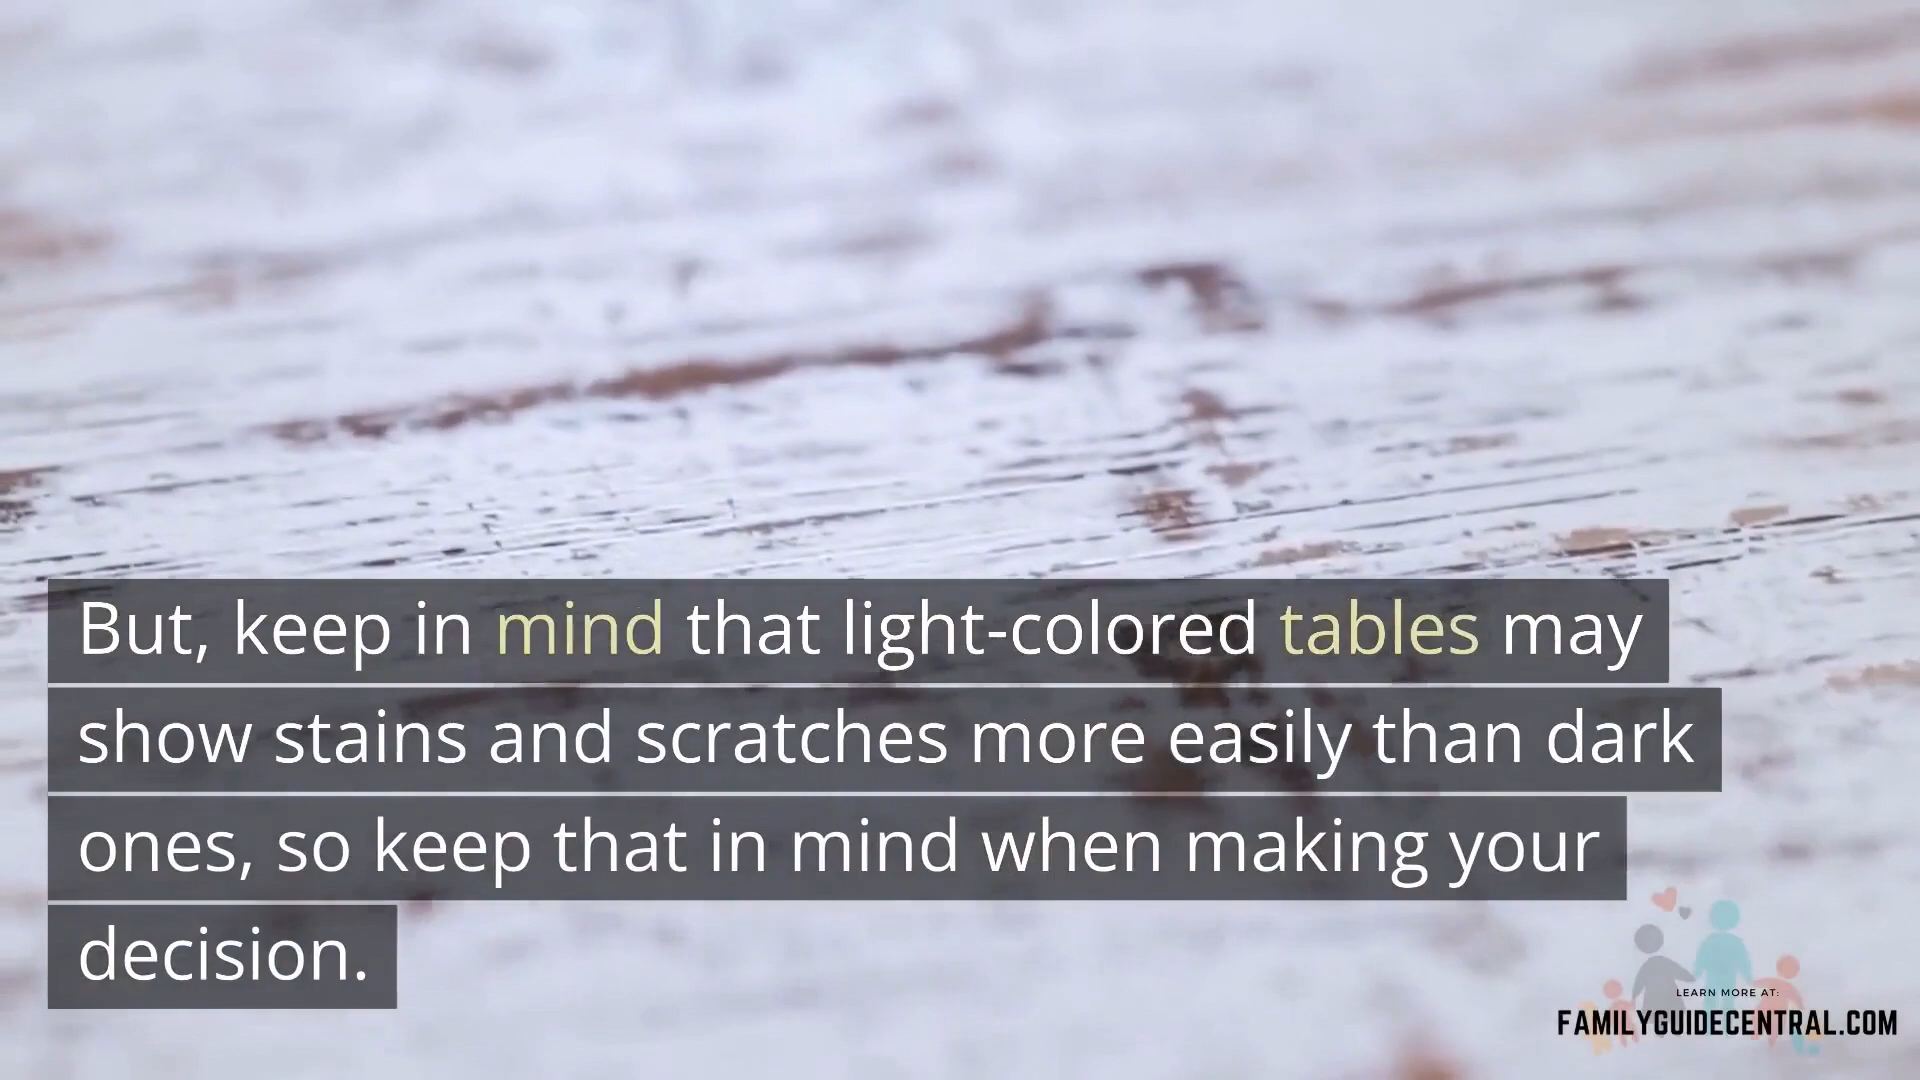 But, keep in mind that light-colored tables may
show stains and scratches more easily than dark
ones, so keep that in mind when making your
decision.
LEARN MORE AT:
FAMILYGUIDECENTRAL.COM